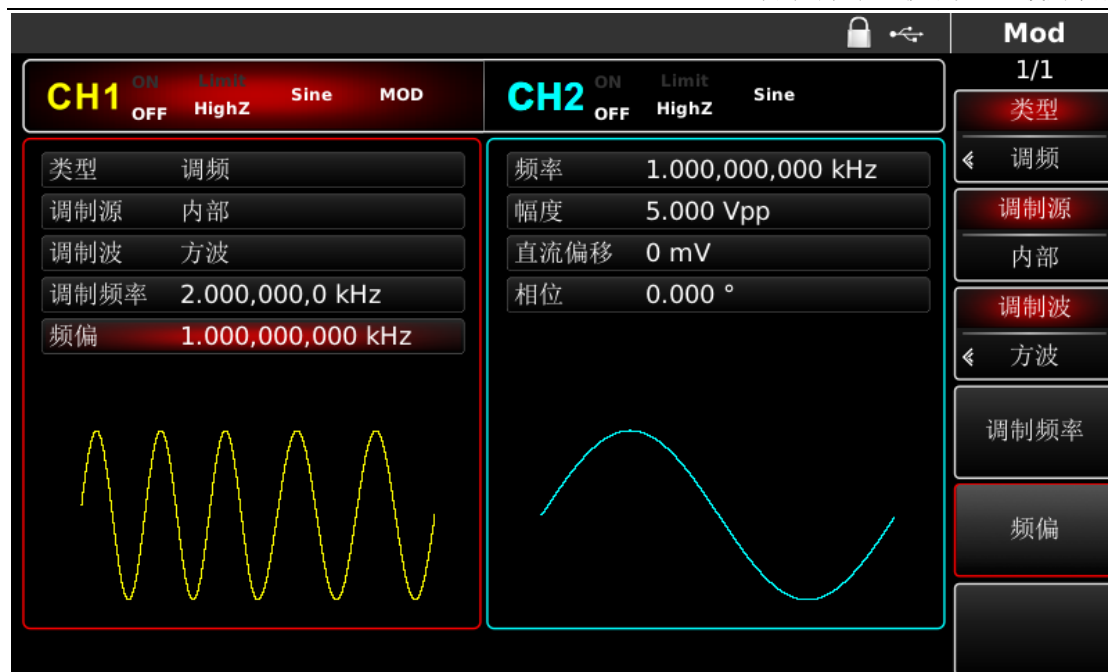 Mod
1/1
CH1 ON OFF Limit HighZ Sine MOD
CH2 ON OFF Limit HighZ Sine
类型 调频
调制源 内部
调制波 方波
调制频率 2.000,000,0 kHz
频偏 1.000,000,000 kHz
频率 1.000,000,000 kHz
幅度 5.000 Vpp
直流偏移 0 mV
相位 0.000 °
类型
调频
调制源
内部
调制波
方波
调制频率
频偏